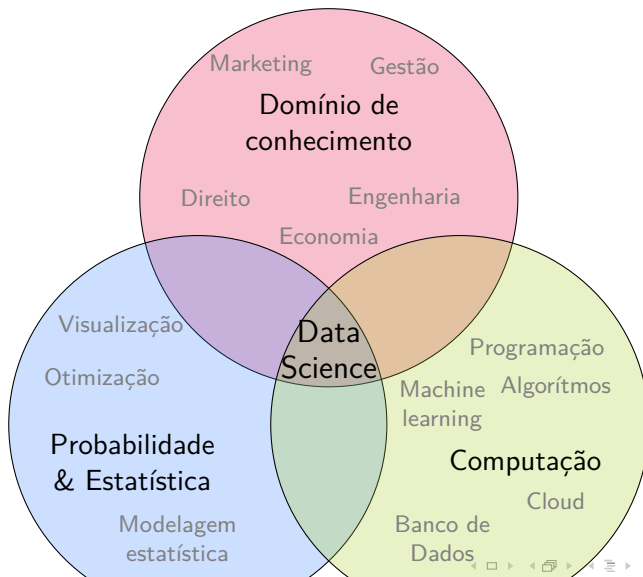 Marketing
Gestão
Domínio de
conhecimento
Direito
Engenharia
Economia
Visualização
Otimização
Data
Science
Programação
Machine
learning
Algorítmos
Probabilidade
& Estatística
Computação
Cloud
Modelagem
estatística
Banco de
Dados